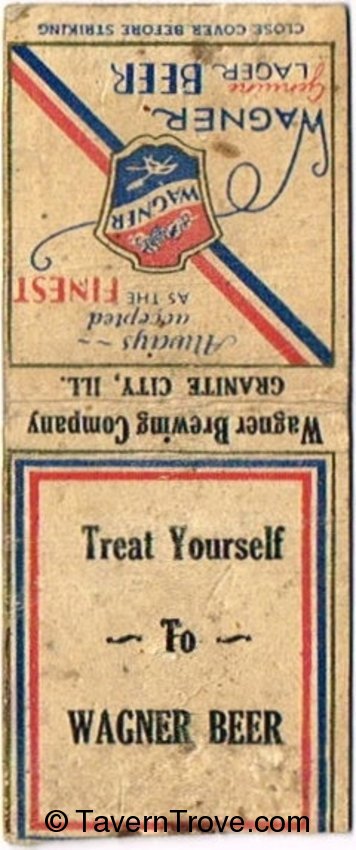 CLOSE COVER BEFORE STRIKING
WAGNER
Genuine
LAGER BEER
WAGNER
Always ~~
accepted
AS THE FINEST
Wagner Brewing Company
GRANITE CITY, ILL.
Treat Yourself
~ To ~
WAGNER BEER
© TavernTrove.com